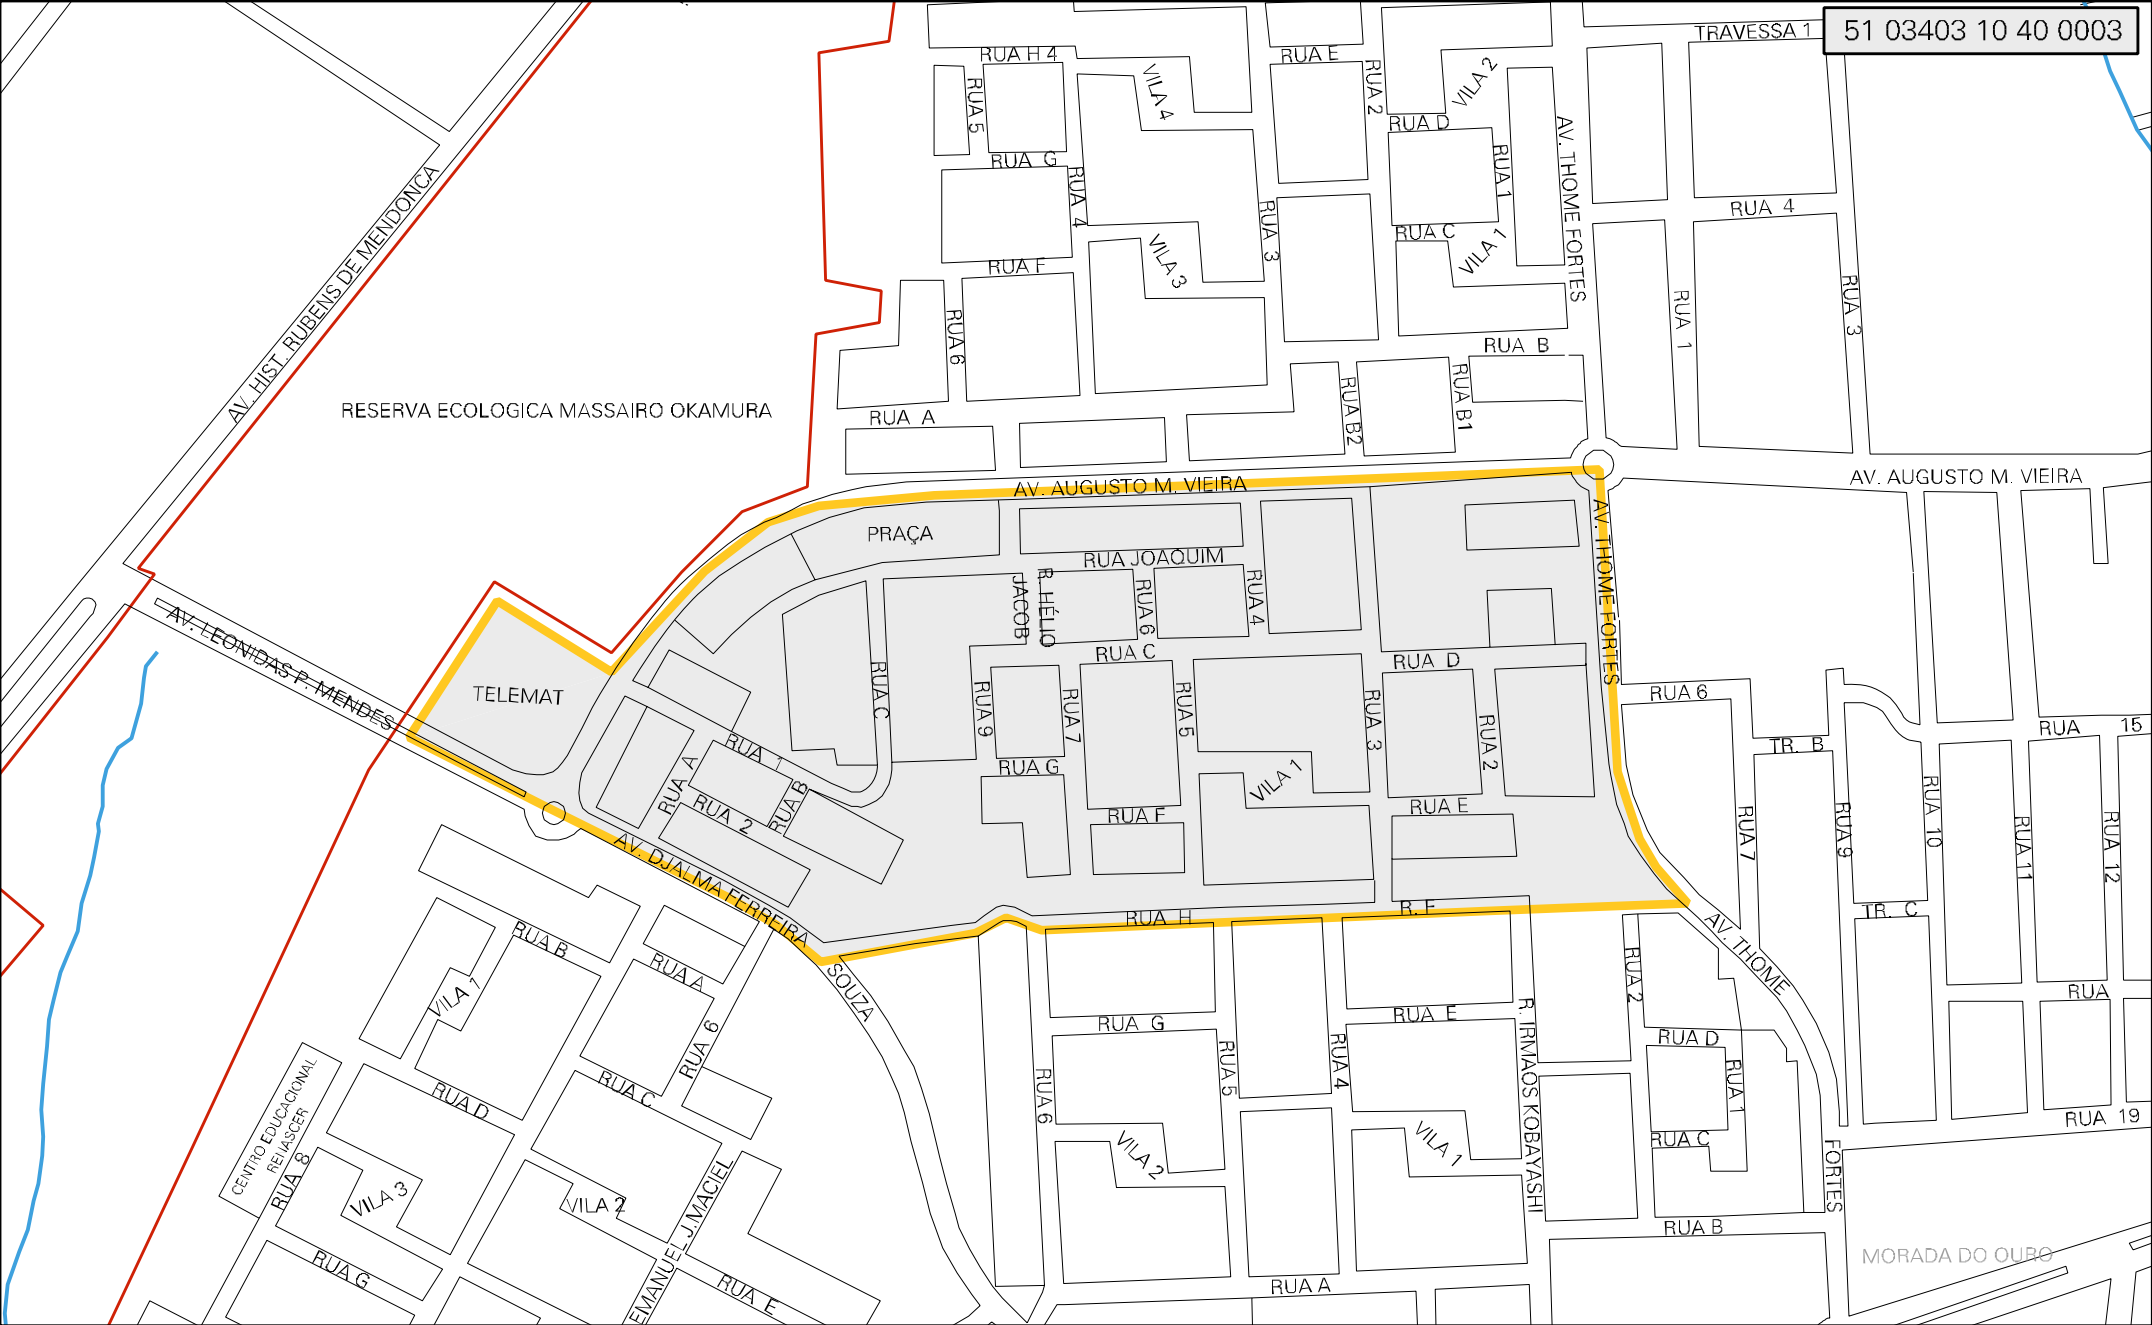 TRAVESSA 1
51 03403 10 40 0003
RUA H 4
RUA E
RUA 5
VILA 4
RUA 2
VILA 2
RUA D
AV. THOME FORTES
RUA G
RUA 4
RUA 1
AV. HIST. RUBENS DE MENDONCA
RUA 3
RUA 4
RUA C
VILA 1
VILA 3
RUA F
RUA 6
RUA 1
RUA 3
RUA B
RESERVA ECOLOGICA MASSAIRO OKAMURA
RUA A
RUA B2
RUA B1
AV. AUGUSTO M. VIEIRA
AV. AUGUSTO M. VIEIRA
PRAÇA
AV. THOME FORTES
RUA JOAQUIM
JACOB
R. HÉLIO
RUA 6
RUA 4
AV. LEONIDAS P. MENDES
TELEMAT
RUA C
RUA C
RUA D
RUA 9
RUA 7
RUA 5
RUA 3
RUA 2
RUA 6
RUA 15
TR. B
RUA 1
RUA A
RUA B
RUA 2
RUA G
VILA 1
RUA E
RUA F
RUA 7
RUA 9
RUA 10
RUA 11
RUA 12
AV. DJALMA FERREIRA
SOUZA
RUA H
R. F
TR. C
AV. THOME
FORTES
RUA B
RUA A
VILA 1
RUA 6
RUA 2
RUA
RUA G
RUA E
R. IRMAOS KOBAYASHI
RUA D
RUA 5
RUA 4
RUA 6
RUA 1
CENTRO EDUCACIONAL
RENASCER
RUA D
RUA C
RUA 19
VILA 2
VILA 1
RUA C
RUA 8
VILA 3
VILA 2
EMANUEL J.MACIEL
RUA B
MORADA DO OURO
RUA G
RUA E
RUA A